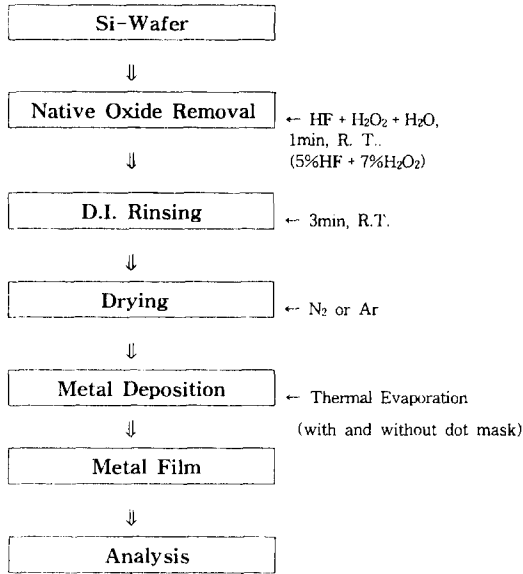 Si-Wafer
⇓
Native Oxide Removal
← HF + H₂O₂ + H₂O,
1min, R. T..
(5%HF + 7%H₂O₂)
⇓
D.I. Rinsing
← 3min, R.T.
⇓
Drying
← N₂ or Ar
⇓
Metal Deposition
← Thermal Evaporation
(with and without dot mask)
⇓
Metal Film
⇓
Analysis